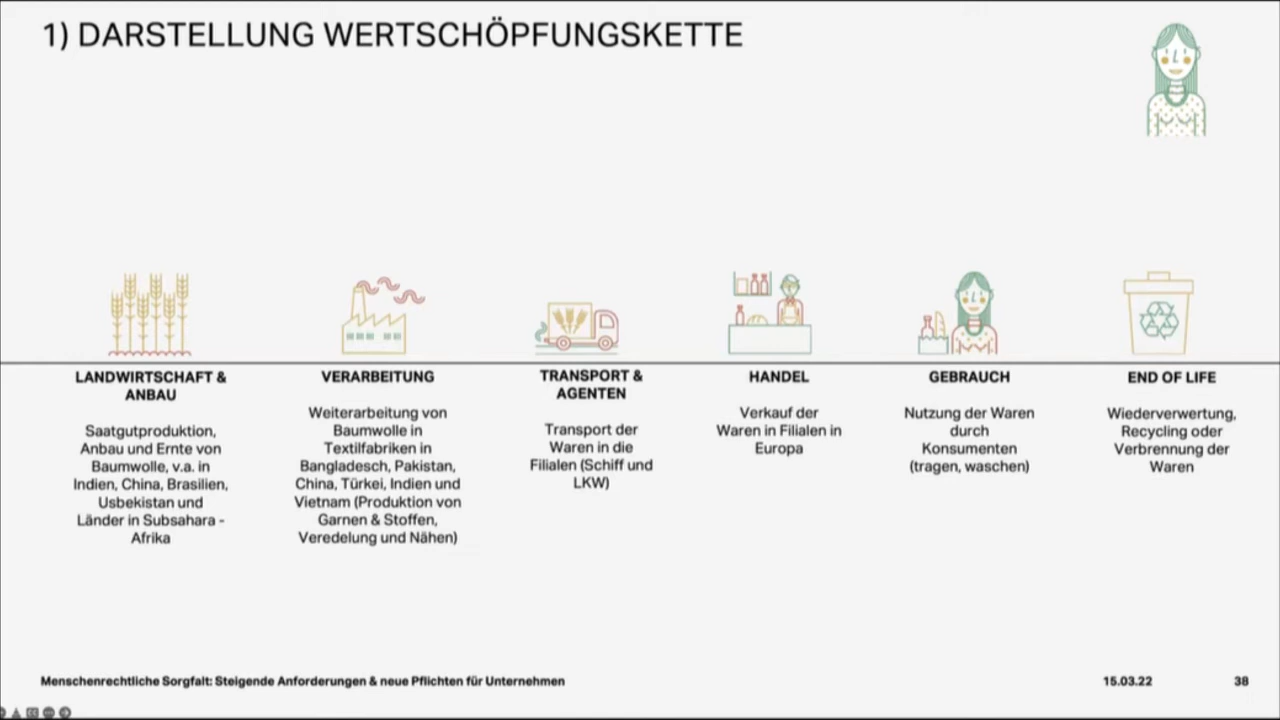 1) DARSTELLUNG WERTSCHÖPFUNGSKETTE
LANDWIRTSCHAFT &
ANBAU
Saatgutproduktion,
Anbau und Ernte von
Baumwolle, v.a. in
Indien, China, Brasilien,
Usbekistan und
Länder in Subsahara -
Afrika
VERARBEITUNG
Weiterarbeitung von
Baumwolle in
Textilfabriken in
Bangladesch, Pakistan,
China, Türkei, Indien und
Vietnam (Produktion von
Garnen & Stoffen,
Veredelung und Nähen)
TRANSPORT &
AGENTEN
Transport der
Waren in die
Filialen (Schiff und
LKW)
HANDEL
Verkauf der
Waren in Filialen in
Europa
GEBRAUCH
Nutzung der Waren
durch
Konsumenten
(tragen, waschen)
END OF LIFE
Wiederverwertung,
Recycling oder
Verbrennung der
Waren
Menschenrechtliche Sorgfalt: Steigende Anforderungen & neue Pflichten für Unternehmen
15.03.22
38